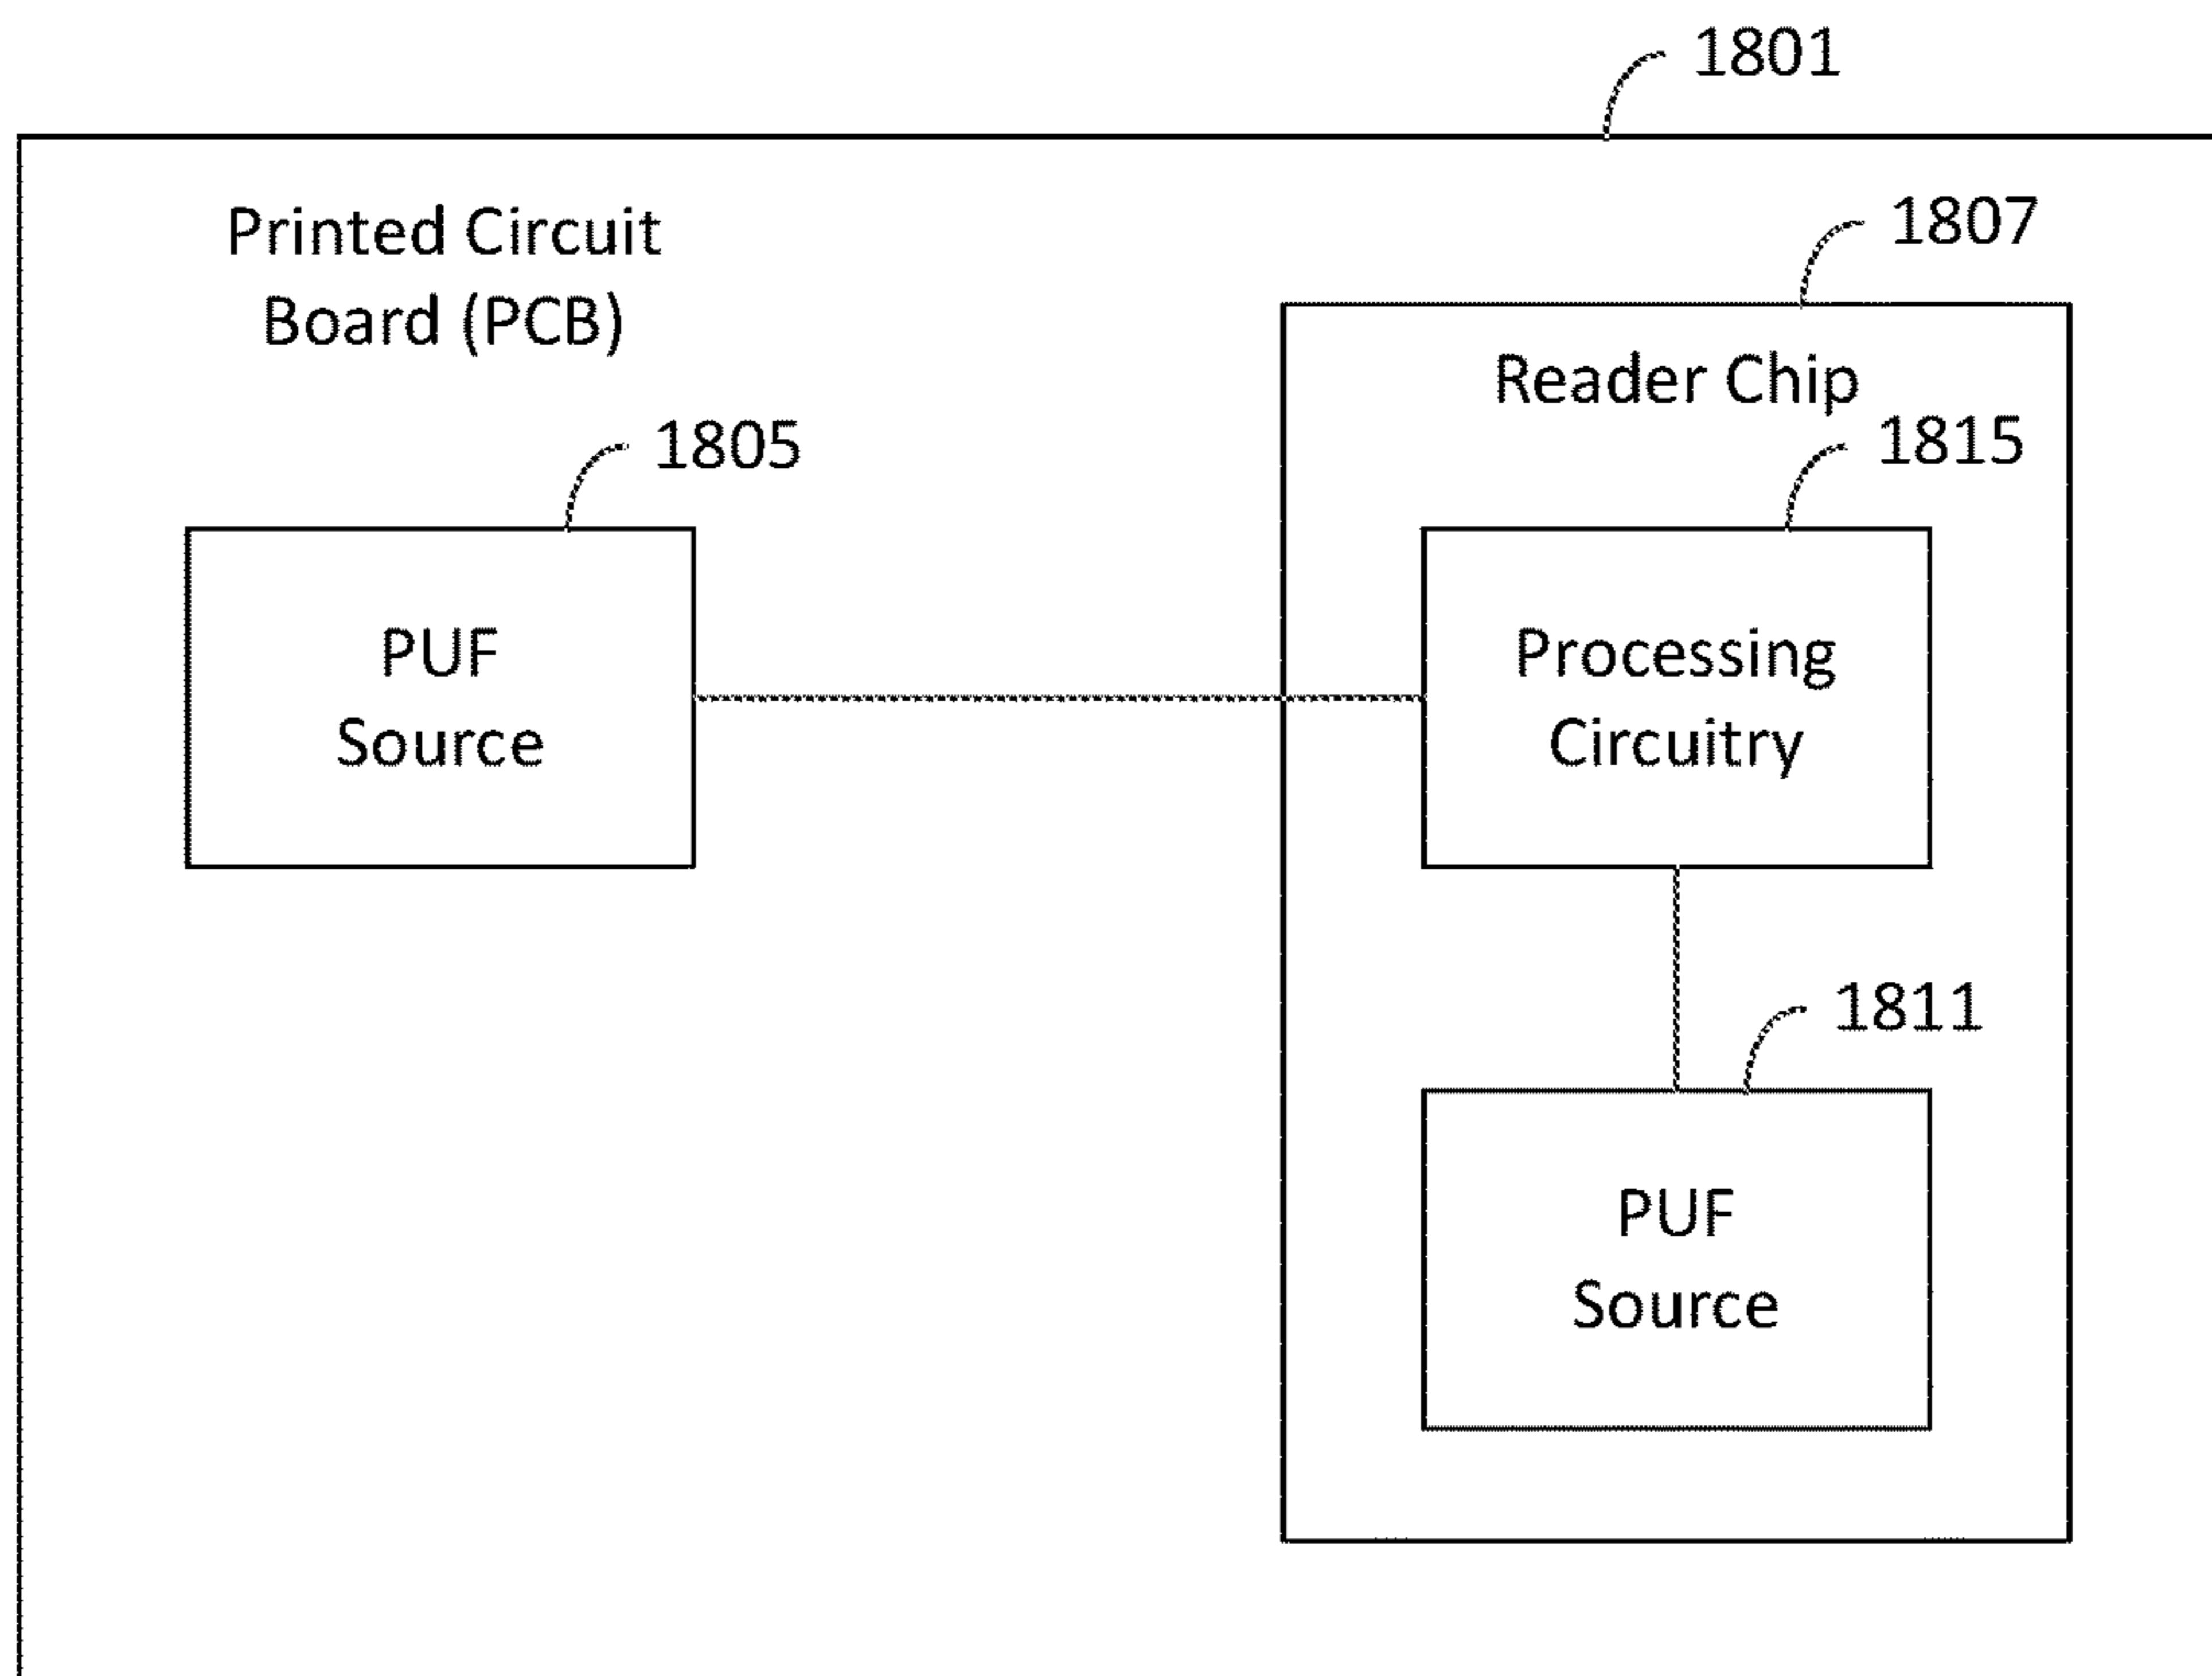 1801
Printed Circuit
Board (PCB)
1807
Reader Chip
1805
1815
PUF
Source
Processing
Circuitry
1811
PUF
Source